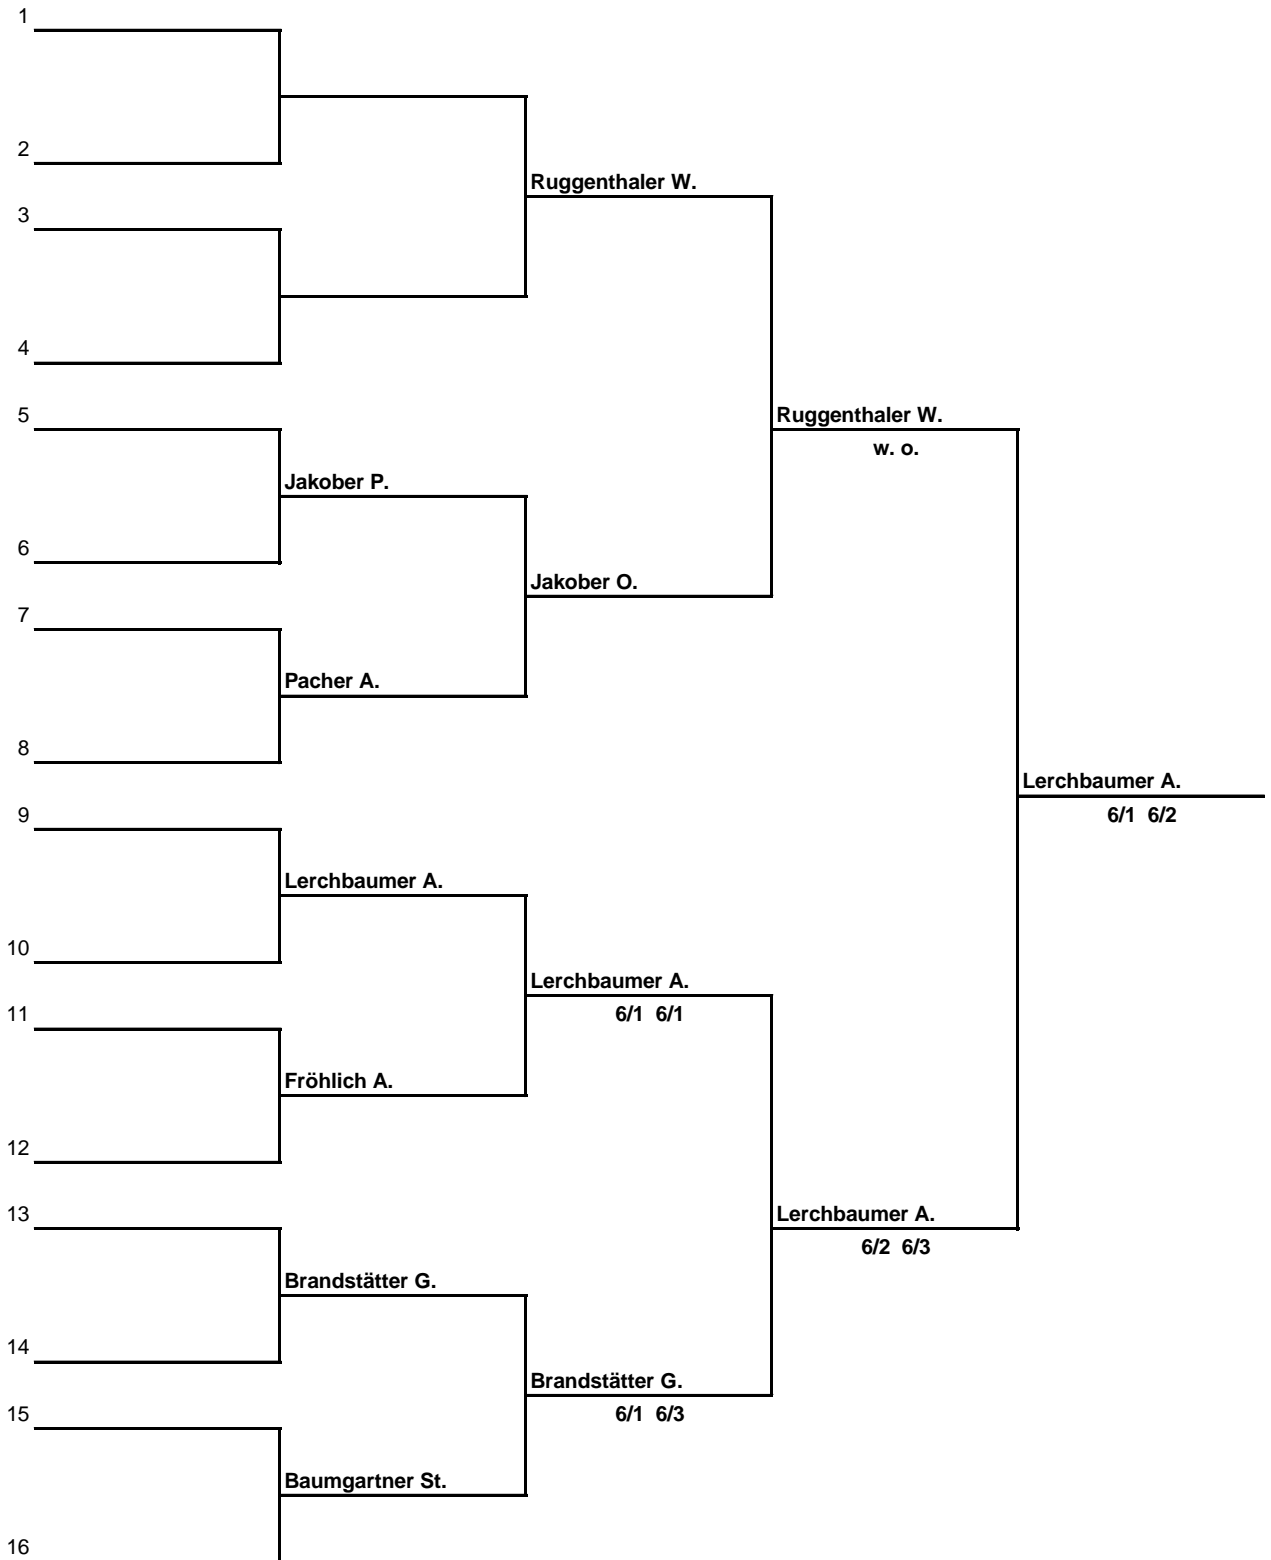 1
2
Ruggenthaler W.
3
4
5
Ruggenthaler W.
w. o.
Jakober P.
6
Jakober O.
7
Pacher A.
8
Lerchbaumer A.
9
6/1 6/2
Lerchbaumer A.
10
Lerchbaumer A.
11
6/1 6/1
Fröhlich A.
12
13
Lerchbaumer A.
6/2 6/3
Brandstätter G.
14
Brandstätter G.
15
6/1 6/3
Baumgartner St.
16